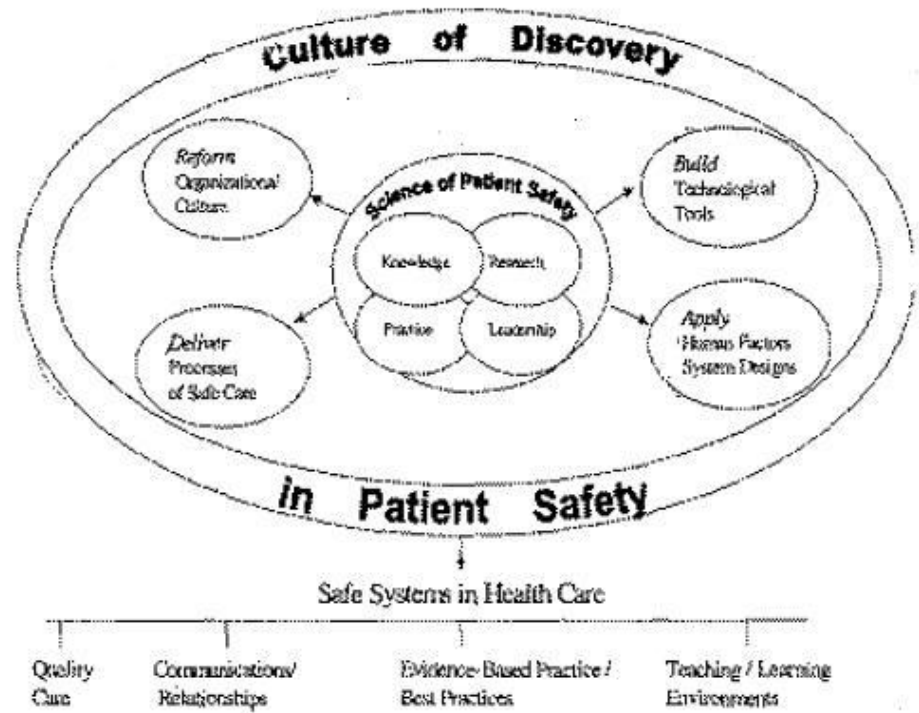 Culture of Discovery
Reform
Organizational
Culture
Build
Technological
Tools
Science of Patient Safety
Knowledge
Research
Practice
Leadership
Deliver
Processes
of Safe Care
Apply
Human Factors
System Designs
in Patient Safety
Safe Systems in Health Care
Quality
Care
Communications/
Relationships
Evidence-Based Practice /
Best Practices
Teaching / Learning
Environments